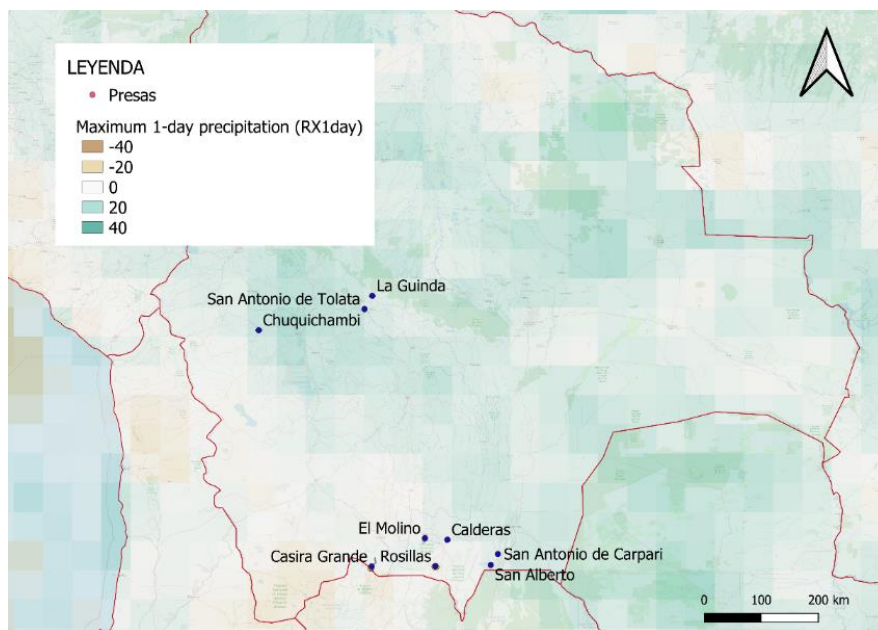 LEYENDA
Presas
Maximum 1-day precipitation (RX1day)
-40
-20
0
20
40
La Guinda
San Antonio de Tolata
Chuquichambi
El Molino
Calderas
Casira Grande
Rosillas
San Antonio de Carpari
San Alberto
0 100 200 km